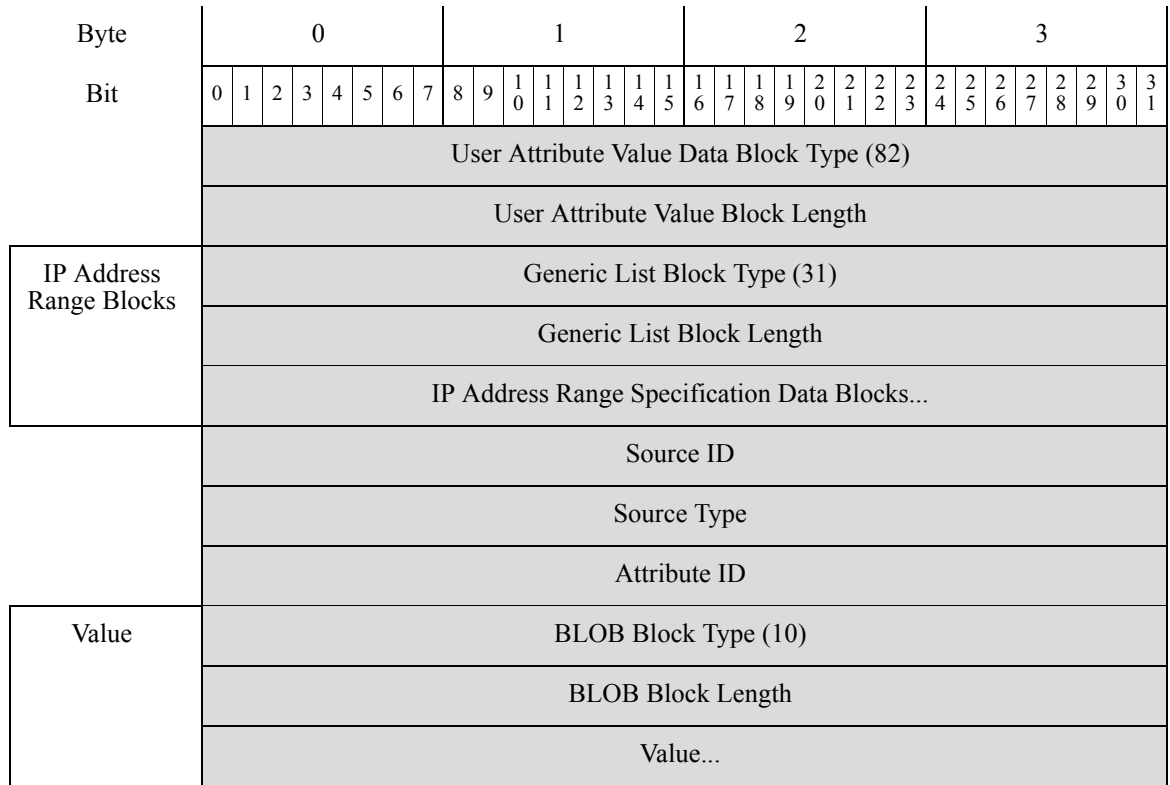 Byte 0 1 2 3
Bit 0 1 2 3 4 5 6 7 8 9 10 11 12 13 14 15 16 17 18 19 20 21 22 23 24 25 26 27 28 29 30 31
User Attribute Value Data Block Type (82)
User Attribute Value Block Length
IP Address
Range Blocks
Generic List Block Type (31)
Generic List Block Length
IP Address Range Specification Data Blocks...
Source ID
Source Type
Attribute ID
Value
BLOB Block Type (10)
BLOB Block Length
Value...